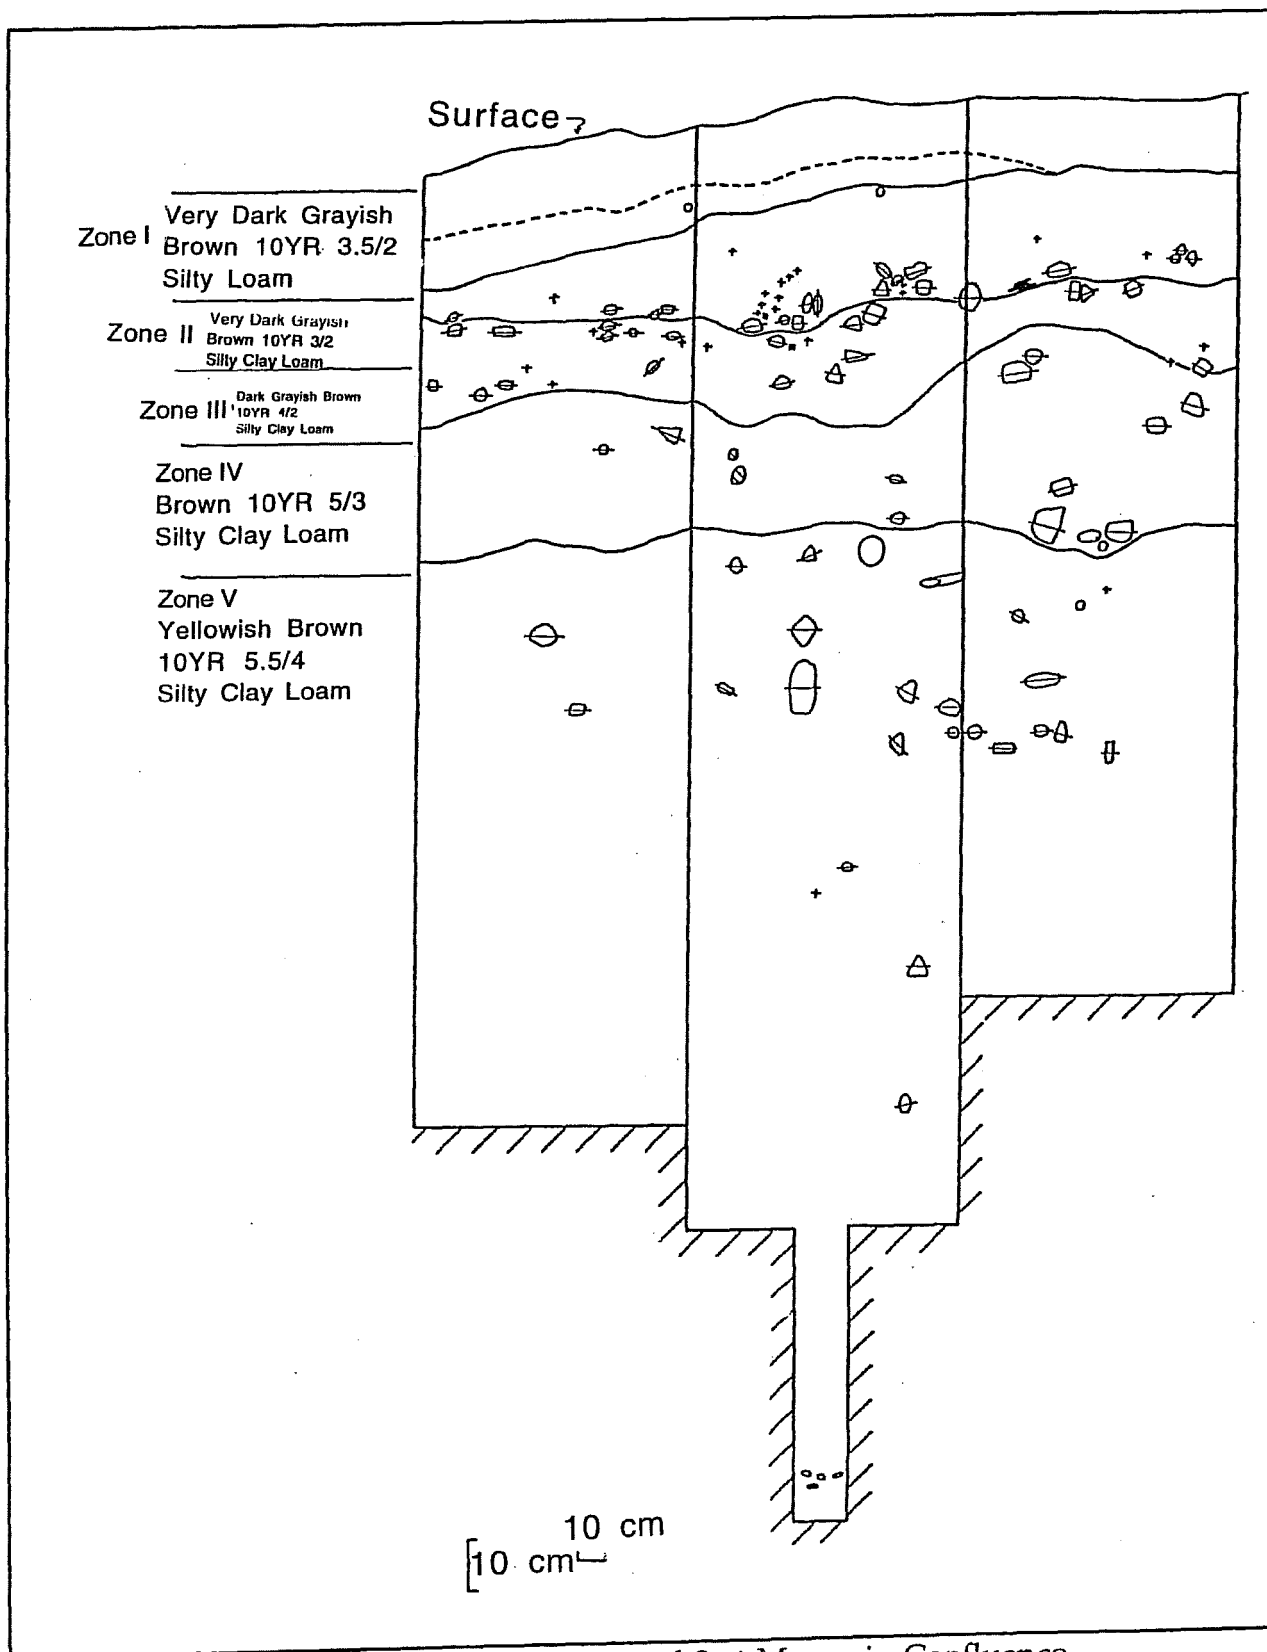 Surface
Zone I
Very Dark Grayish
Brown 10YR 3.5/2
Silty Loam
Zone II
Very Dark Grayish
Brown 10YR 3/2
Silty Clay Loam
Zone III
Dark Grayish Brown
10YR 4/2
Silty Clay Loam
Zone IV
Brown 10YR 5/3
Silty Clay Loam
Zone V
Yellowish Brown
10YR 5.5/4
Silty Clay Loam
10 cm
10 cm
Confluence